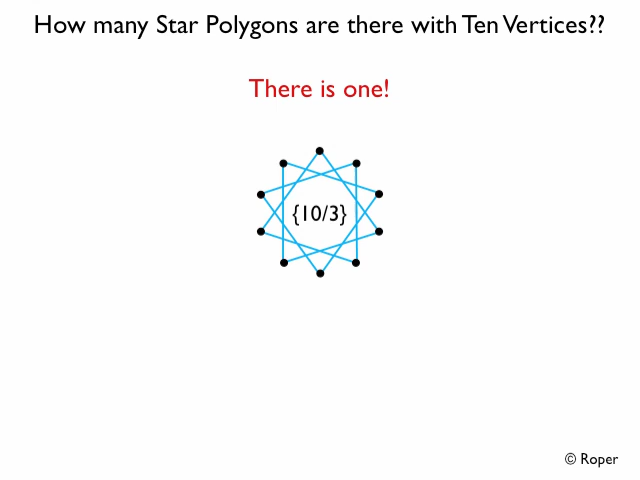 How many Star Polygons are there with Ten Vertices??
There is one!
{10/3}
© Roper